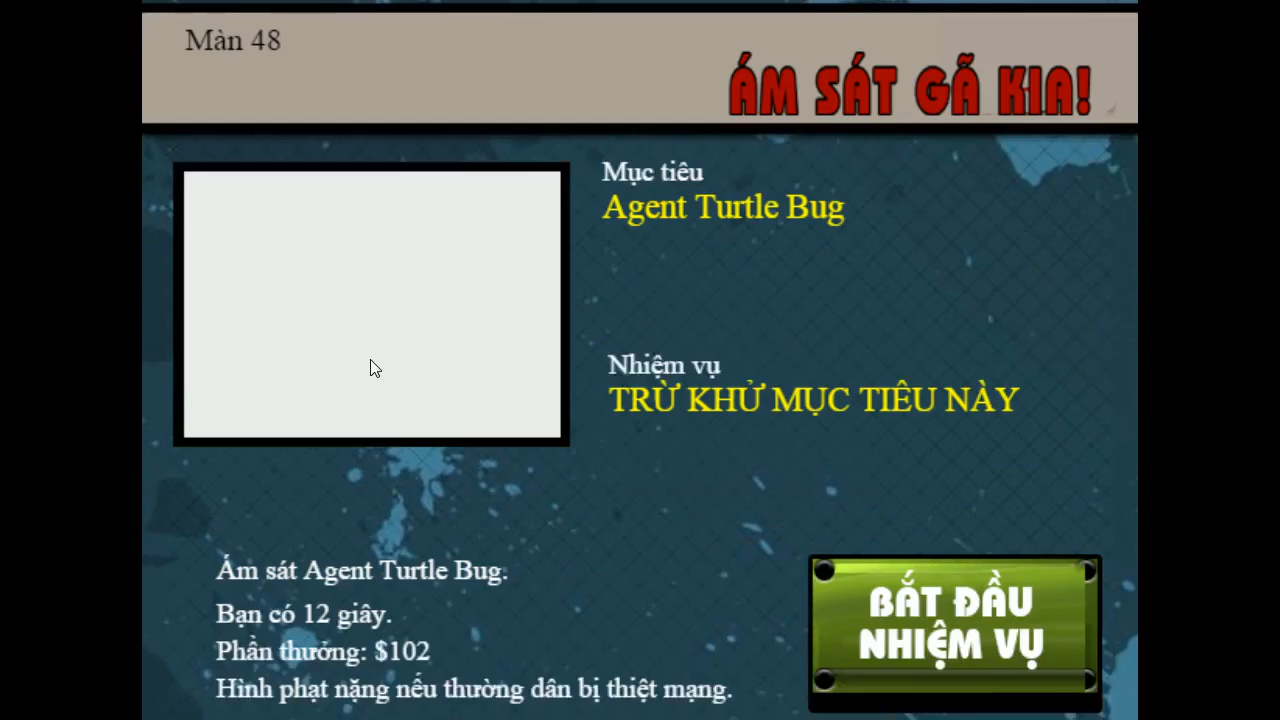 Màn 48
ÁM SÁT GÃ KIA!
Mục tiêu
Agent Turtle Bug
Nhiệm vụ
TRỪ KHỬ MỤC TIÊU NÀY
Ám sát Agent Turtle Bug.
Bạn có 12 giây.
Phần thưởng: $102
Hình phạt nặng nếu thường dân bị thiệt mạng.
BẮT ĐẦU
NHIỆM VỤ